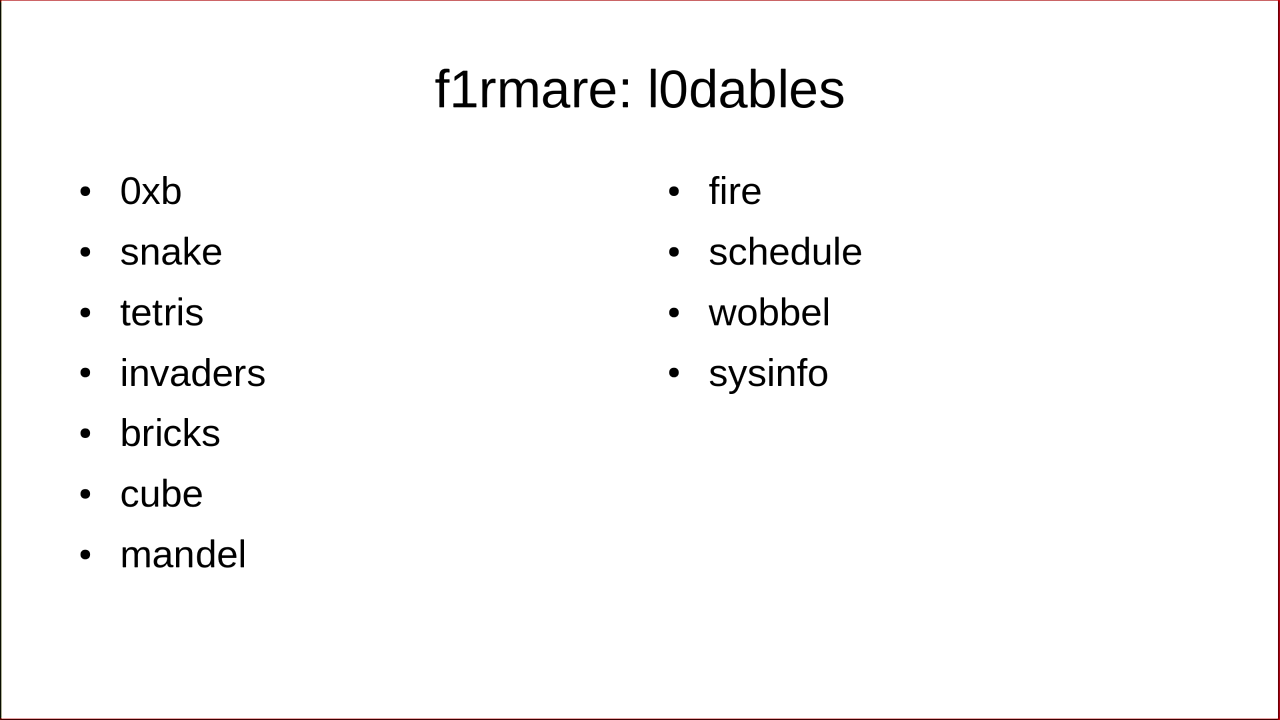 f1rmare: l0dables
• 0xb
• snake
• tetris
• invaders
• bricks
• cube
• mandel
• fire
• schedule
• wobbel
• sysinfo